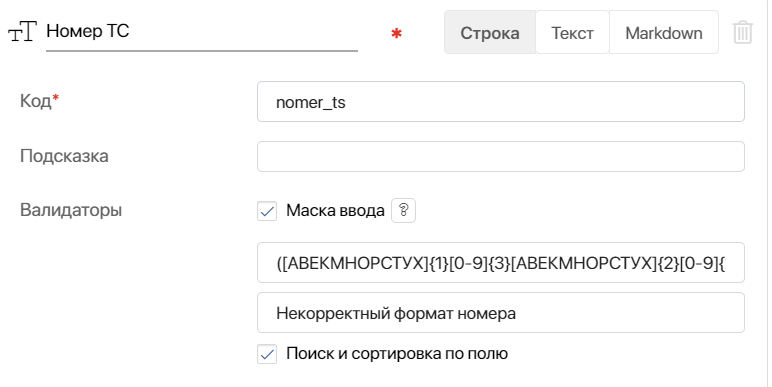 тТ Номер ТС * Строка Текст Markdown
Код* nomer_ts
Подсказка
Валидаторы Маска ввода ?
([АВЕКМНОРСТУХ]{1}[0-9]{3}[АВЕКМНОРСТУХ]{2}[0-9]{
Некорректный формат номера
Поиск и сортировка по полю